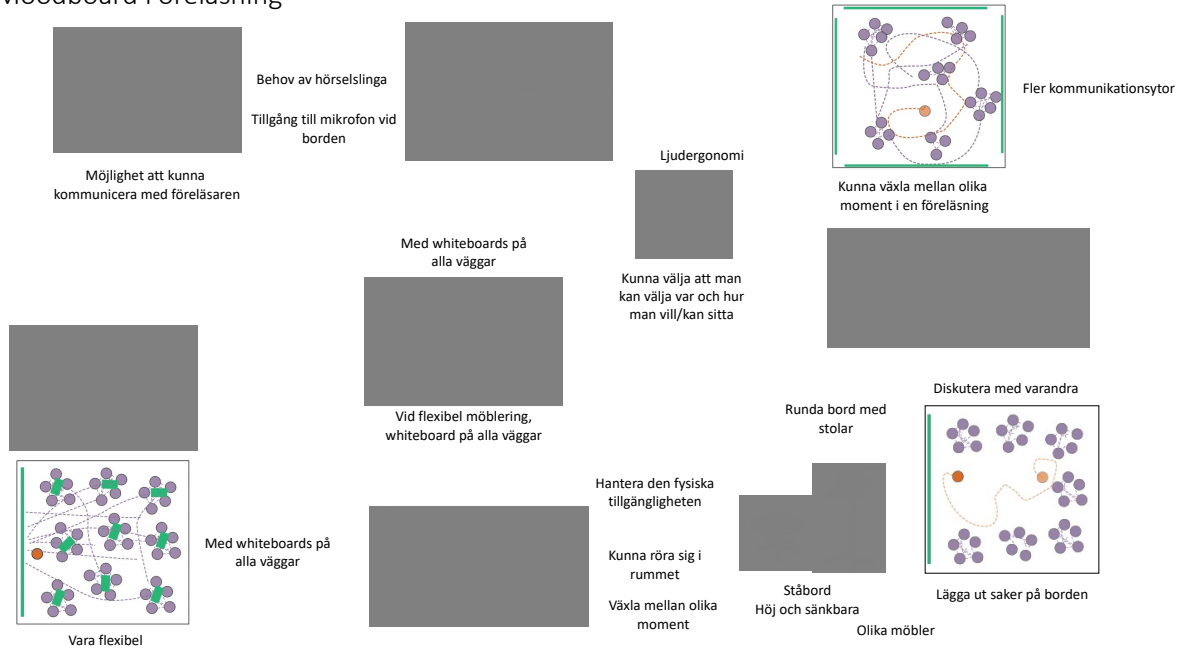 Moodboard Föreläsning
Behov av hörselslinga
Tillgång till mikrofon vid
borden
Möjlighet att kunna
kommunicera med föreläsaren
Ljudergonomi
Fler kommunikationsytor
Kunna växla mellan olika
moment i en föreläsning
Med whiteboards på
alla väggar
Kunna välja att man
kan välja var och hur
man vill/kan sitta
Vid flexibel möblering,
whiteboard på alla väggar
Diskutera med varandra
Runda bord med
stolar
Hantera den fysiska
tillgängligheten
Med whiteboards på
alla väggar
Kunna röra sig i
rummet
Växla mellan olika
moment
Ståbord
Höj och sänkbara
Lägga ut saker på borden
Olika möbler
Vara flexibel